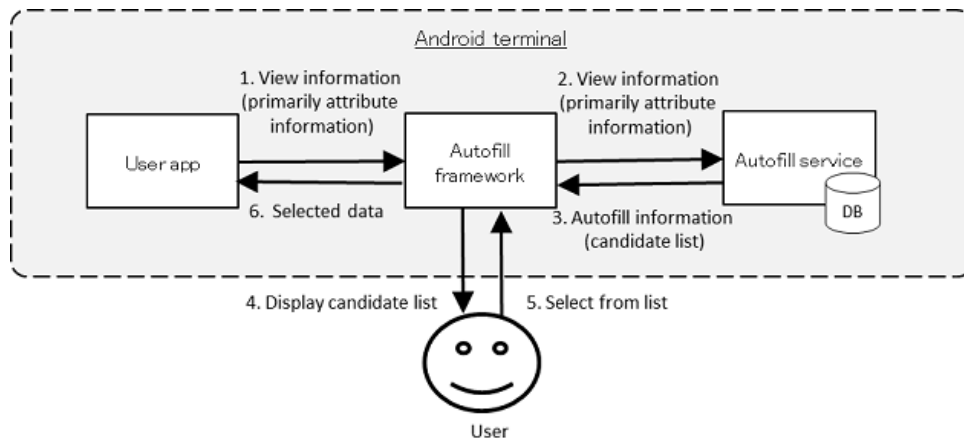 Android terminal
1. View information
(primarily attribute
information)
2. View information
(primarily attribute
information)
User app
Autofill
framework
Autofill service
DB
6. Selected data
3. Autofill information
(candidate list)
4. Display candidate list
5. Select from list
User